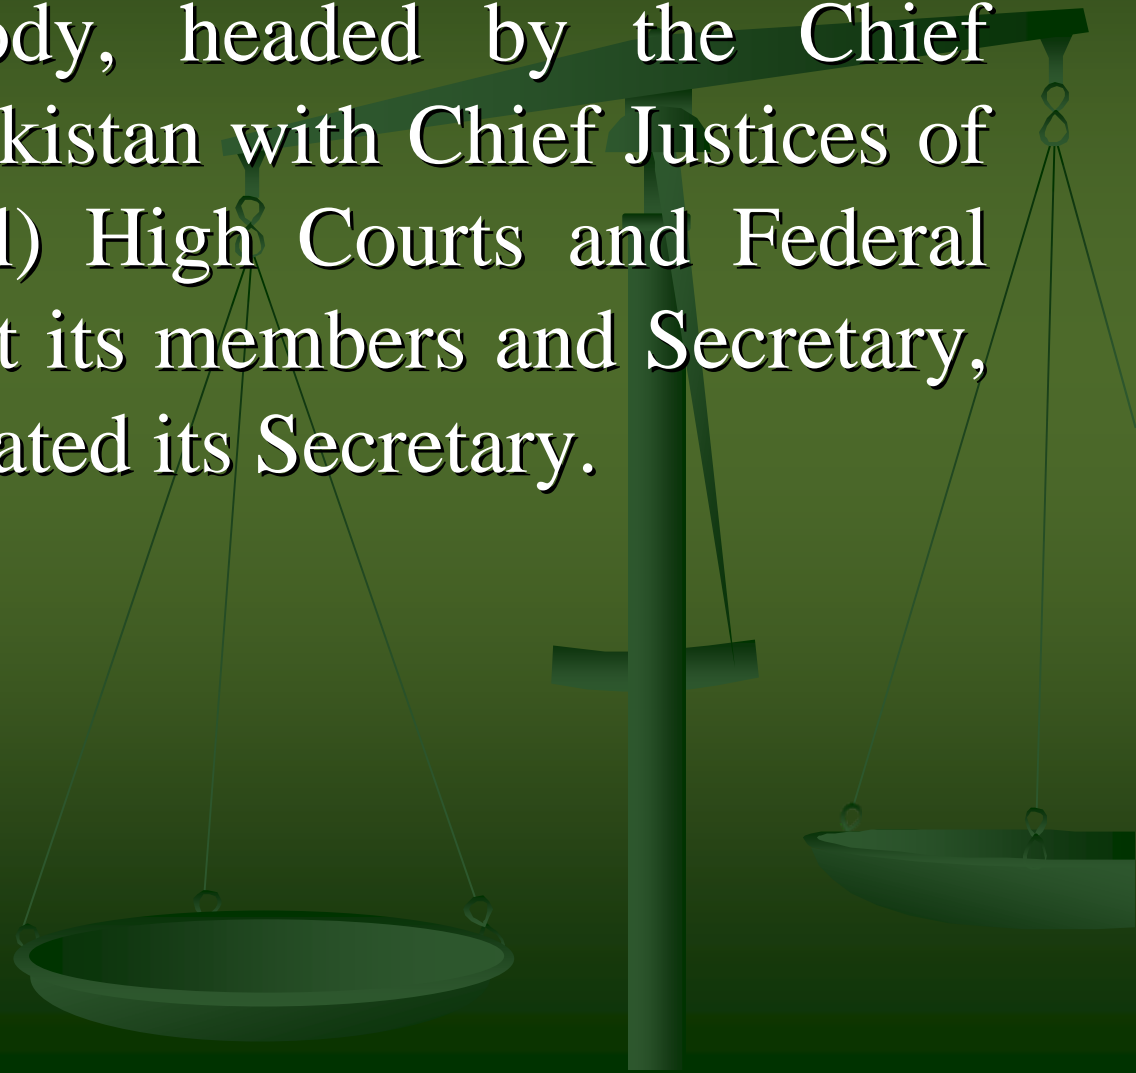 ody, headed by the Chief
kistan with Chief Justices of
l) High Courts and Federal
t its members and Secretary,
ated its Secretary.